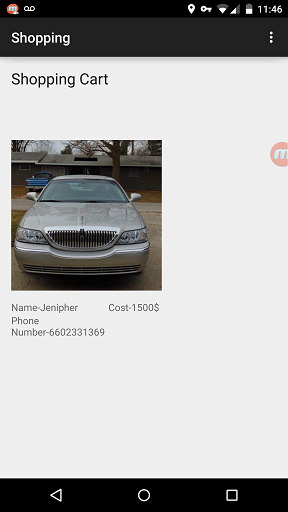 11:46
Shopping
Shopping Cart
Name-Jenipher Cost-1500$
Phone
Number-6602331369